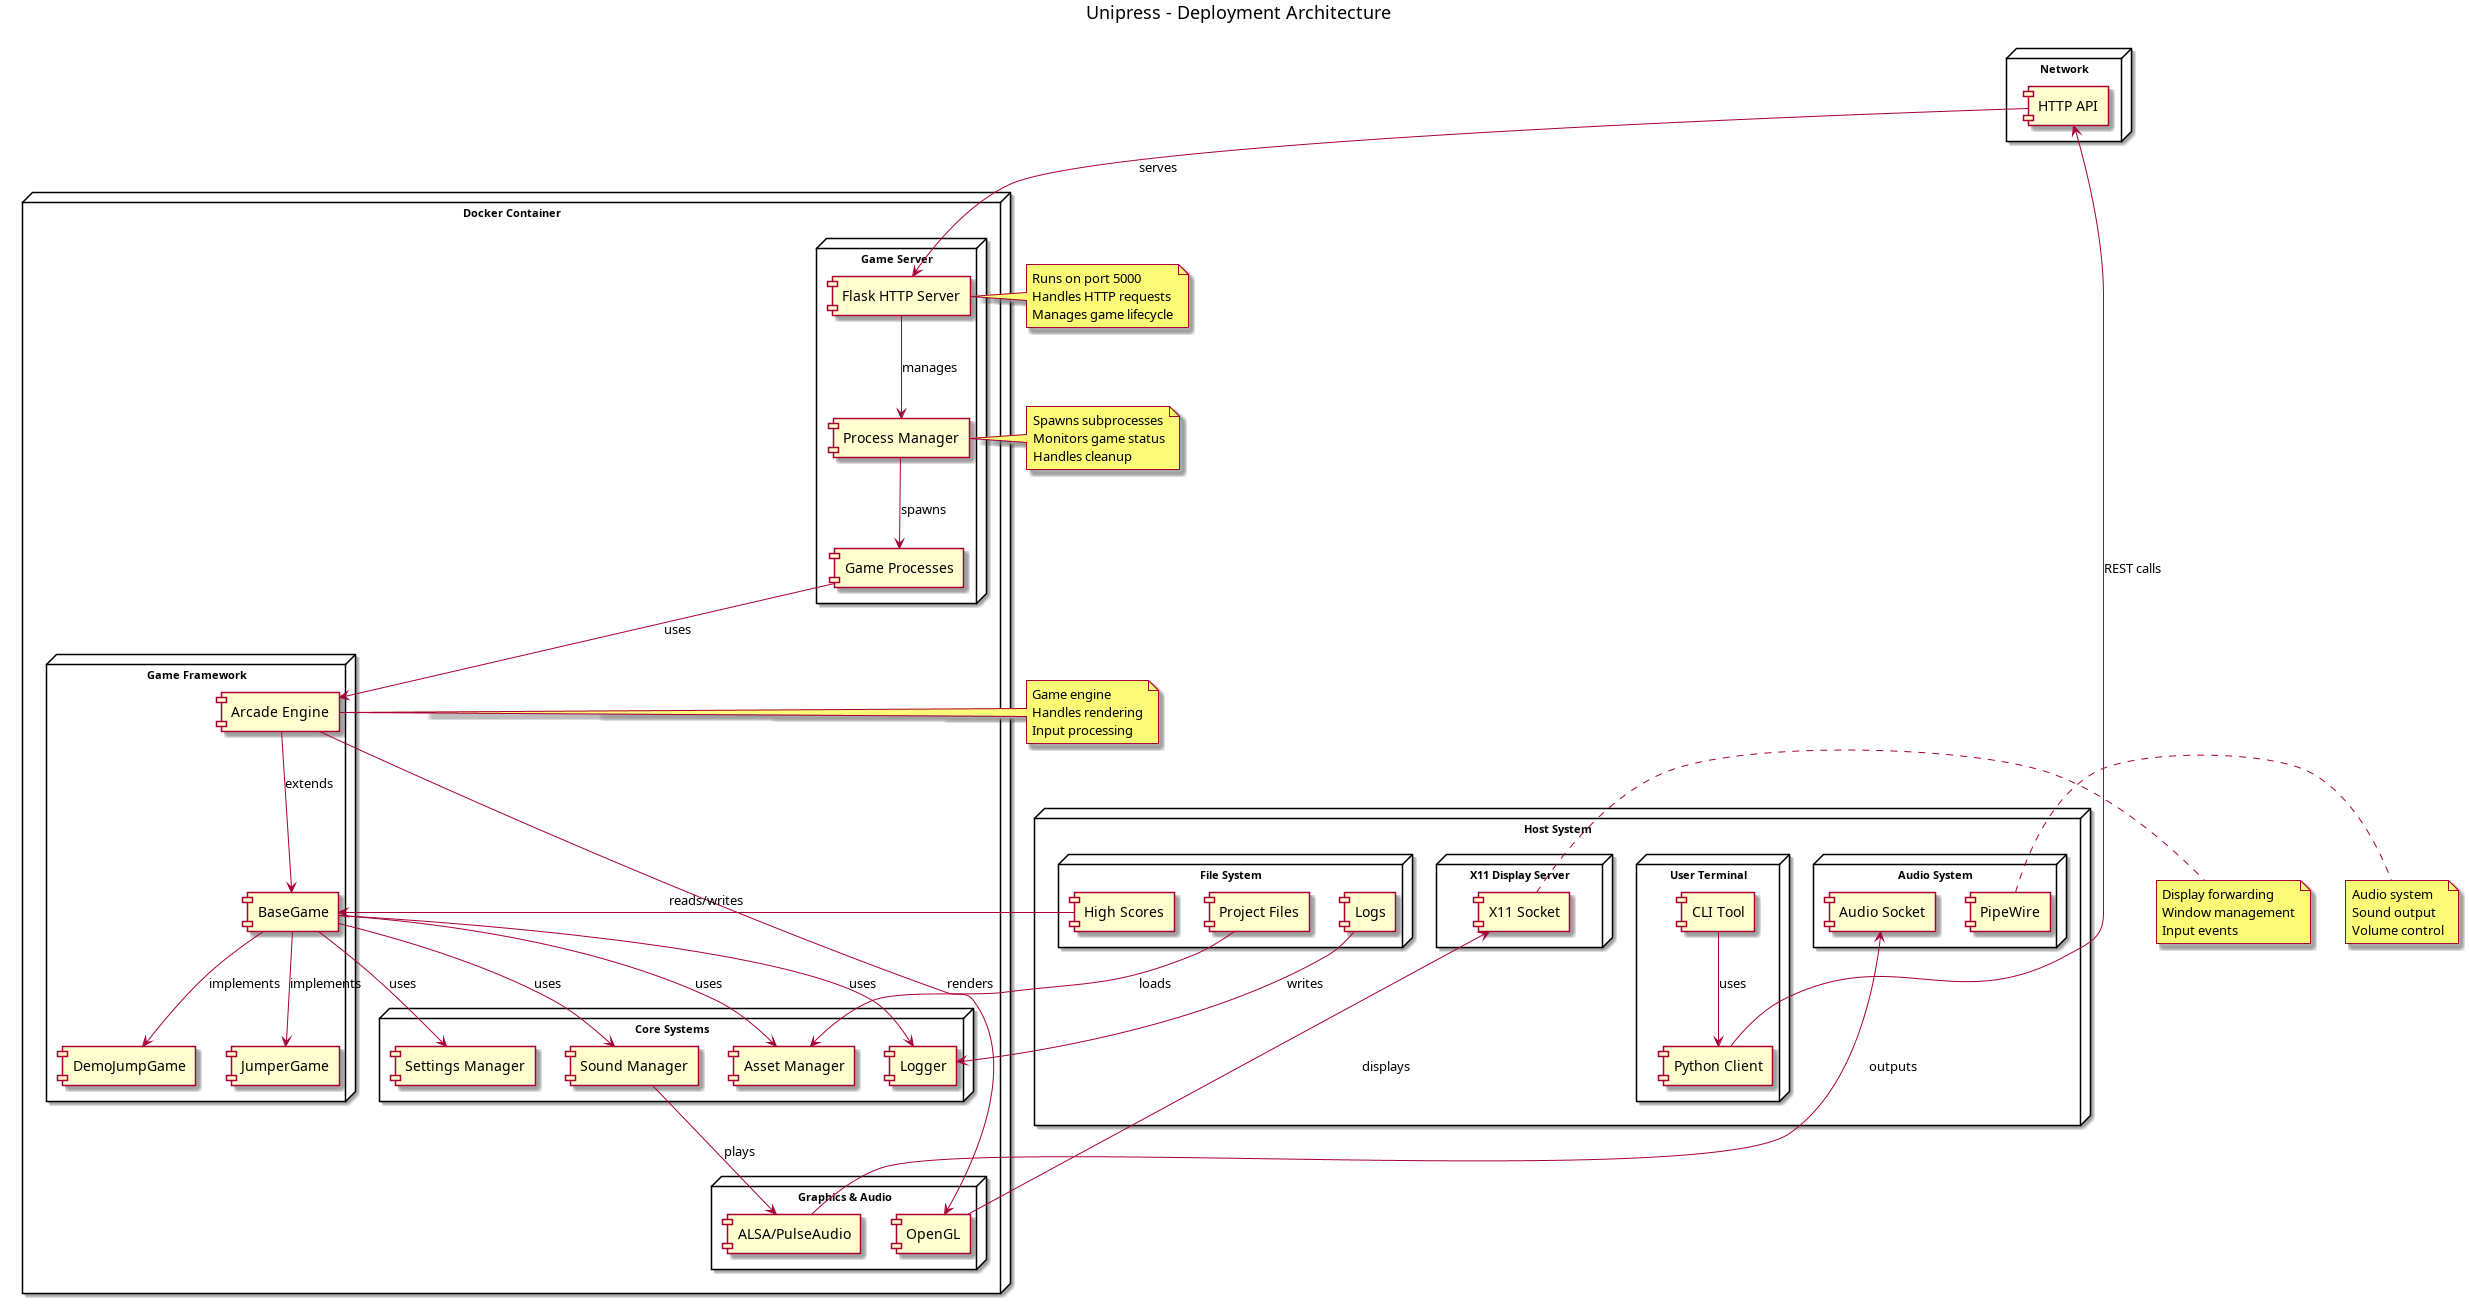 Unipress - Deployment Architecture
Network
HTTP API
serves
Docker Container
Game Server
Flask HTTP Server
Runs on port 5000
Handles HTTP requests
Manages game lifecycle
manages
Process Manager
Spawns subprocesses
Monitors game status
Handles cleanup
spawns
Game Processes
REST calls
uses
Game Framework
Arcade Engine
Game engine
Handles rendering
Input processing
extends
Host System
File System
X11 Display Server
User Terminal
Audio System
reads/writes
BaseGame
High Scores
Project Files
Logs
X11 Socket
CLI Tool
Audio Socket
PipeWire
Display forwarding
Window management
Input events
Audio system
Sound output
Volume control
implements
implements
uses
uses
uses
uses
renders
loads
writes
uses
Core Systems
DemoJumpGame
JumperGame
Settings Manager
Sound Manager
Asset Manager
Logger
displays
Python Client
outputs
plays
Graphics & Audio
ALSA/PulseAudio
OpenGL